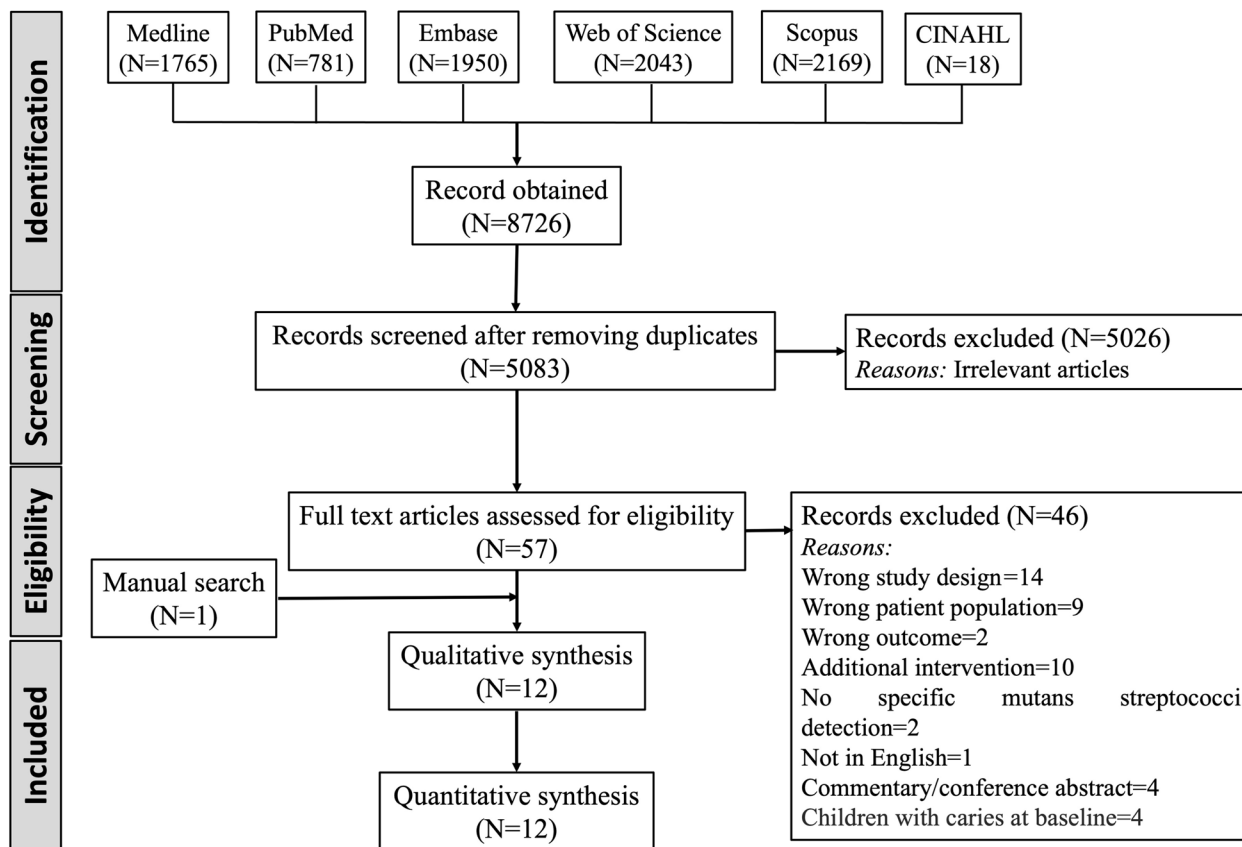 Identification
Medline
(N=1765)
PubMed
(N=781)
Embase
(N=1950)
Web of Science
(N=2043)
Scopus
(N=2169)
CINAHL
(N=18)
Record obtained
(N=8726)
Screening
Records screened after removing duplicates
(N=5083)
Records excluded (N=5026)
Reasons: Irrelevant articles
Eligibility
Full text articles assessed for eligibility
(N=57)
Records excluded (N=46)
Reasons:
Wrong study design=14
Wrong patient population=9
Wrong outcome=2
Additional intervention=10
No specific mutans streptococci
detection=2
Not in English=1
Commentary/conference abstract=4
Children with caries at baseline=4
Manual search
(N=1)
Included
Qualitative synthesis
(N=12)
Quantitative synthesis
(N=12)